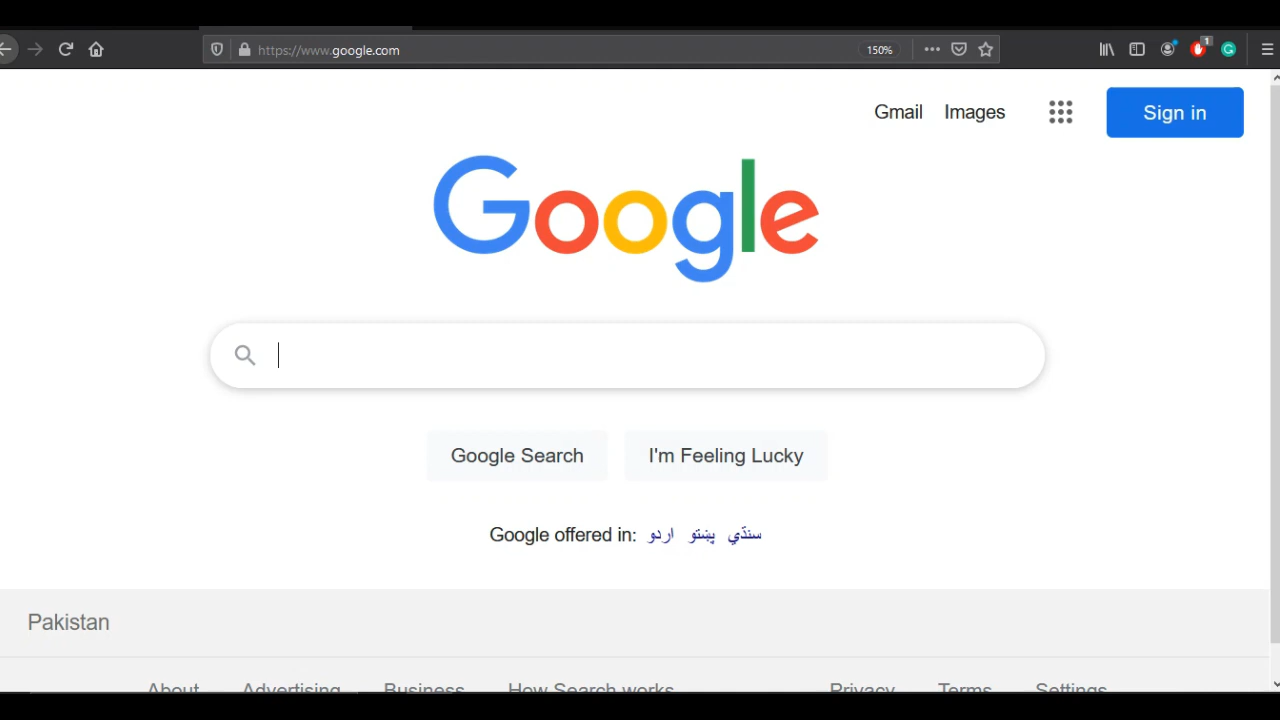 https://www.google.com 150%
1
Gmail Images Sign in
Google
Google Search I'm Feeling Lucky
Google offered in: اردو پښتو سنڌي
Pakistan
About Advertising Business How Search works Privacy Terms Settings